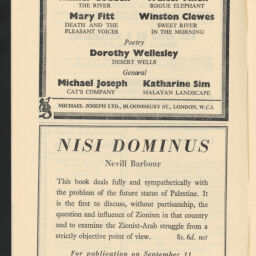 THE RIVER ROGUE ELEPHANT
Mary Fitt Winston Clewes
DEATH AND THE SWEET RIVER
PLEASANT VOICES IN THE MORNING
Poetry
Dorothy Wellesley
DESERT WELLS
General
Michael Joseph Katharine Sim
CAT'S COMPANY MALAYAN LANDSCAPE
MICHAEL JOSEPH LTD., BLOOMSBURY ST., LONDON, W.C.1.
NISI DOMINUS
Nevill Barbour
This book deals fully and sympathetically with
the problem of the future status of Palestine. It
is the first to discuss, without partisanship, the
question and influence of Zionism in that country
and to examine the Zionist-Arab struggle from a
strictly objective point of view. 8s. 6d. net
For publication on September 11